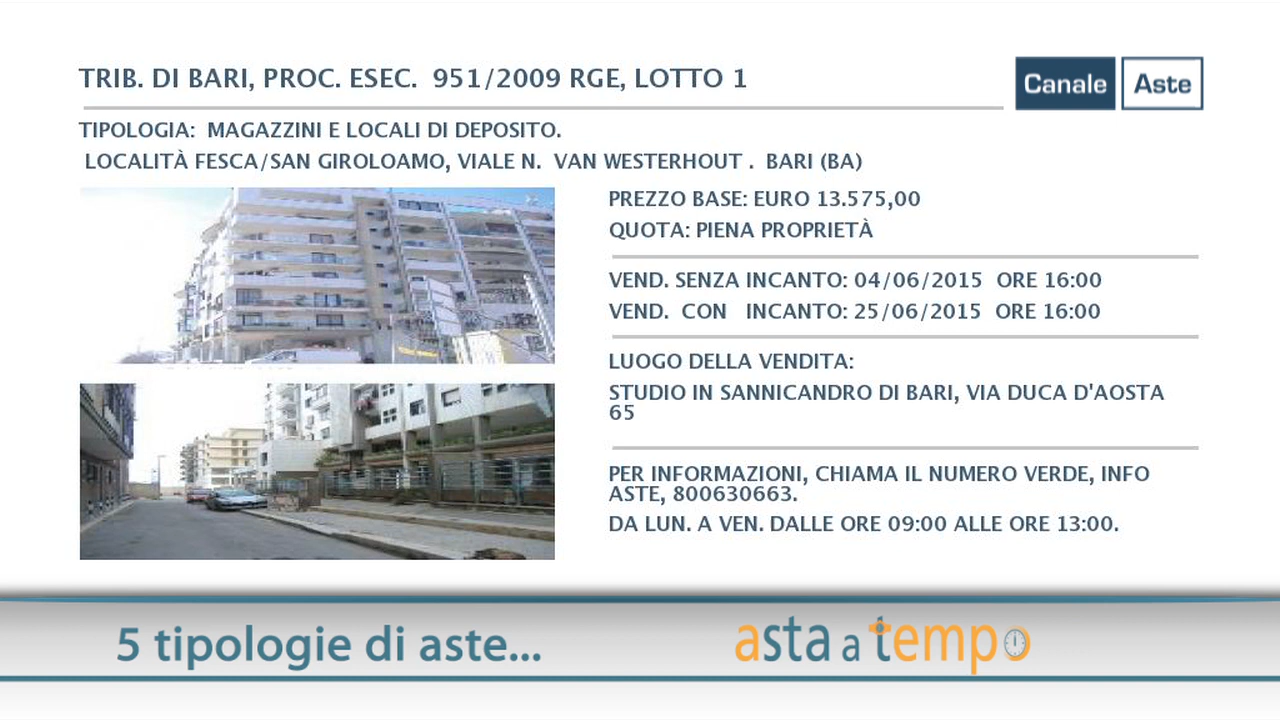 TRIB. DI BARI, PROC. ESEC.  951/2009 RGE, LOTTO 1
Canale Aste
TIPOLOGIA:  MAGAZZINI E LOCALI DI DEPOSITO.
LOCALITÀ FESCA/SAN GIROLOAMO, VIALE N.  VAN WESTERHOUT .  BARI (BA)
PREZZO BASE: EURO 13.575,00
QUOTA: PIENA PROPRIETÀ
VEND. SENZA INCANTO: 04/06/2015  ORE 16:00
VEND.  CON   INCANTO: 25/06/2015  ORE 16:00
LUOGO DELLA VENDITA:
STUDIO IN SANNICANDRO DI BARI, VIA DUCA D'AOSTA
65
PER INFORMAZIONI, CHIAMA IL NUMERO VERDE, INFO
ASTE, 800630663.
DA LUN. A VEN. DALLE ORE 09:00 ALLE ORE 13:00.
5 tipologie di aste...
asta a tempo